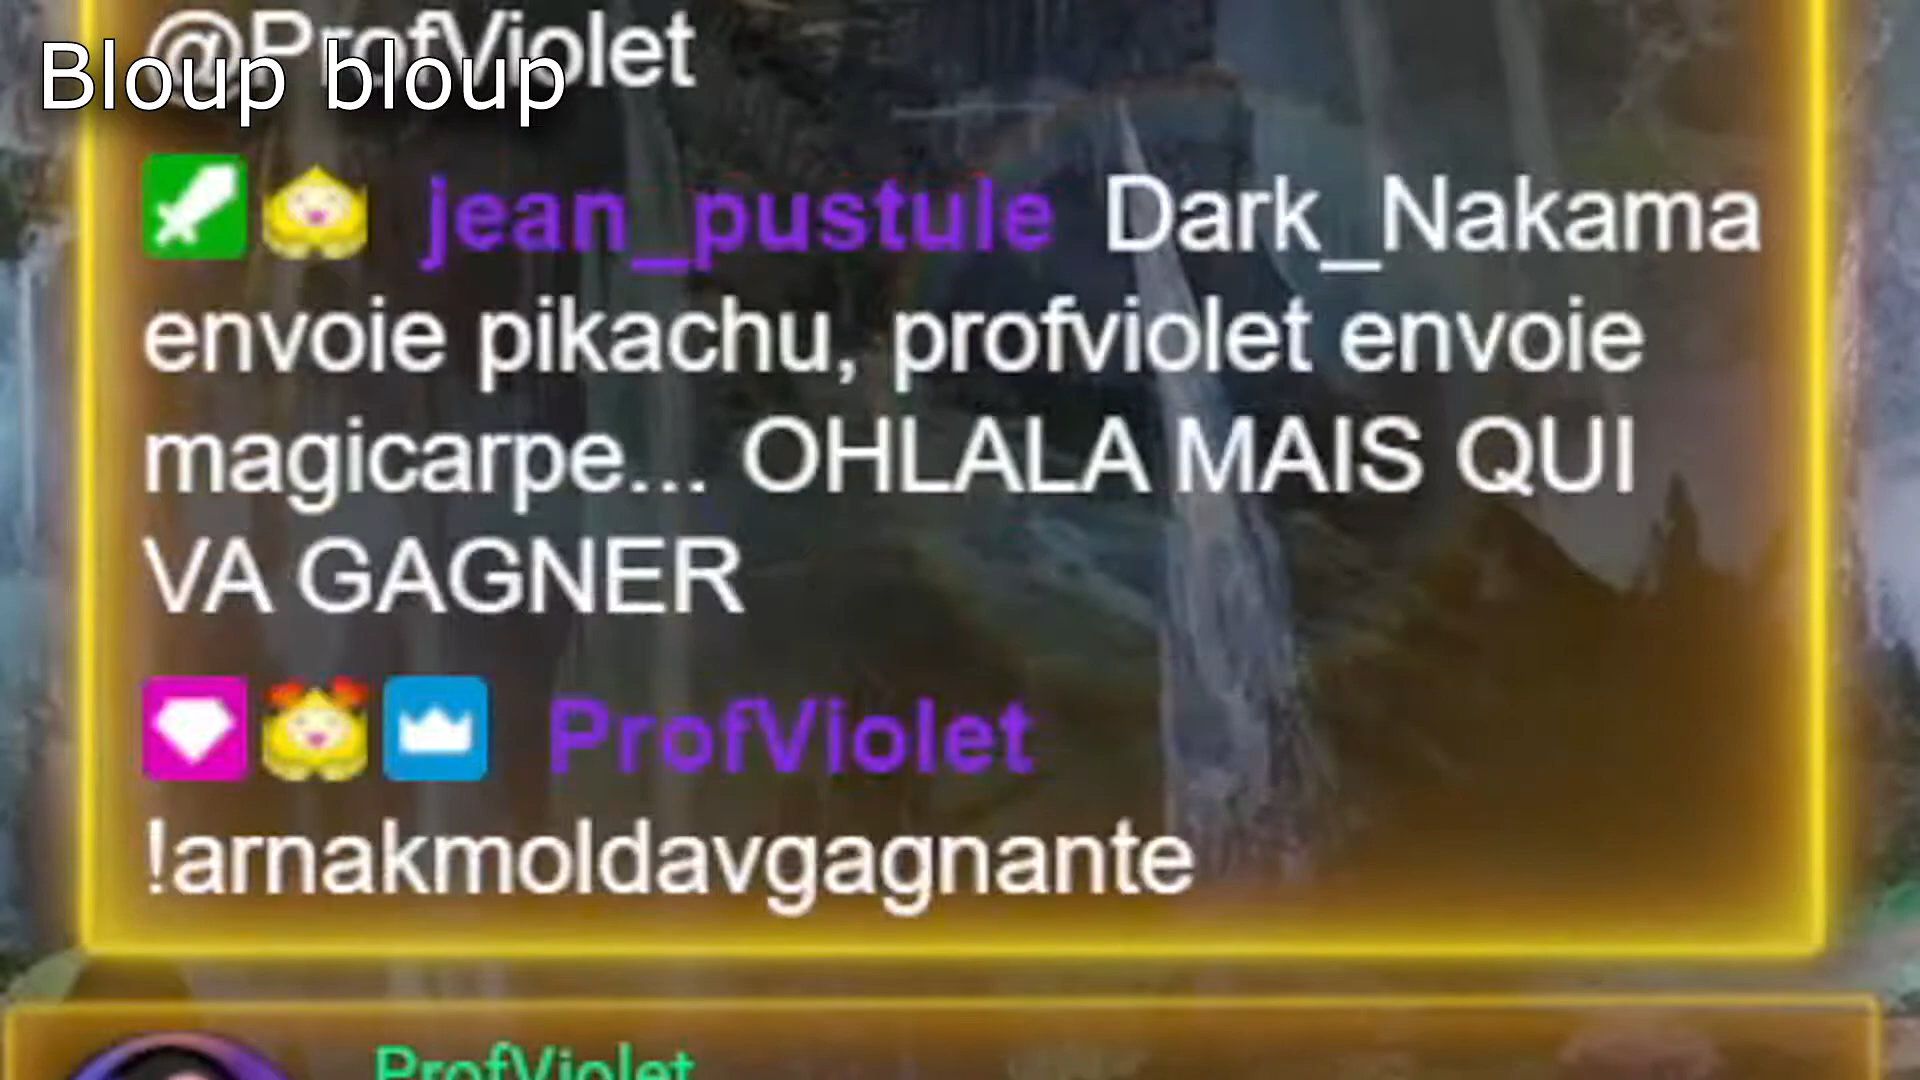 @ProfViolet
Bloup bloup
jean_pustule Dark_Nakama
envoie pikachu, profviolet envoie
magicarpe... OHLALA MAIS QUI
VA GAGNER
ProfViolet
!arnakmoldavgagnante
ProfViolet